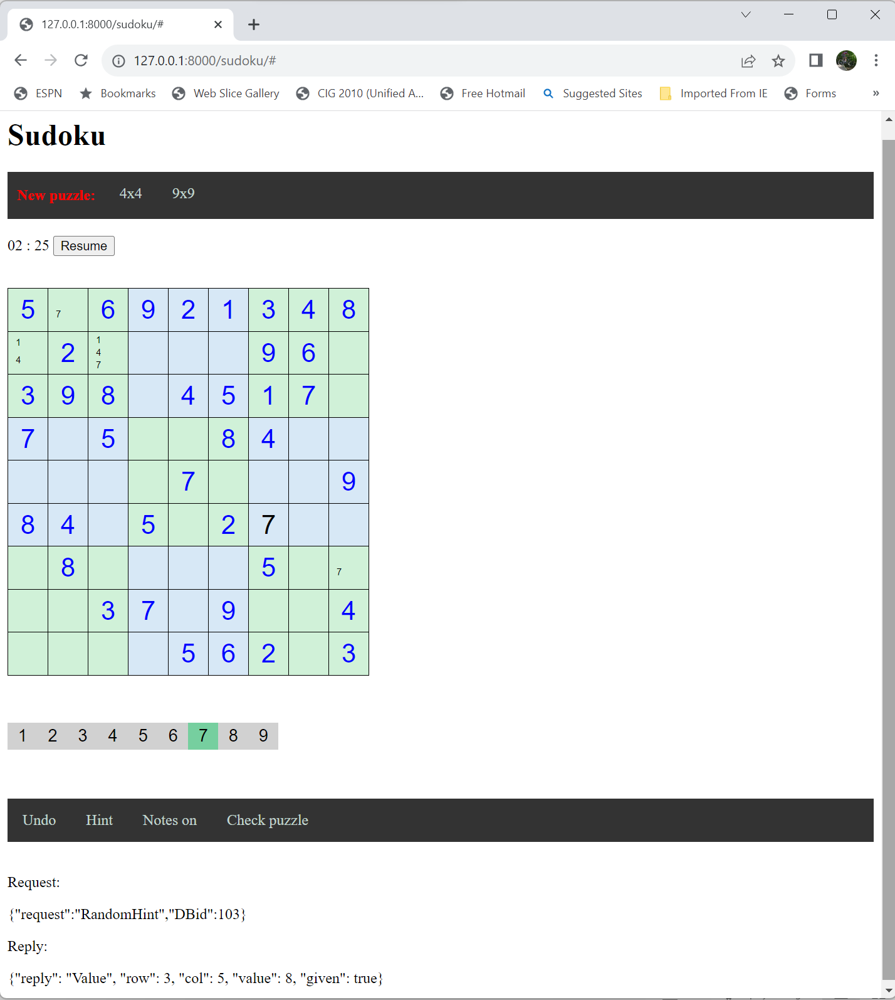 127.0.0.1:8000/sudoku/#
127.0.0.1:8000/sudoku/#
ESPN Bookmarks Web Slice Gallery CIG 2010 (Unified A... Free Hotmail Suggested Sites Imported From IE Forms »
Sudoku
New puzzle: 4x4 9x9
02 : 25 Resume
5 7 6 9 2 1 3 4 8
1 4 2 1 4 7 9 6
3 9 8 4 5 1 7
7 5 8 4
7 9
8 4 5 2 7
8 5 7
3 7 9 4
5 6 2 3
1 2 3 4 5 6 7 8 9
Undo Hint Notes on Check puzzle
Request:
{"request":"RandomHint","DBid":103}
Reply:
{"reply": "Value", "row": 3, "col": 5, "value": 8, "given": true}